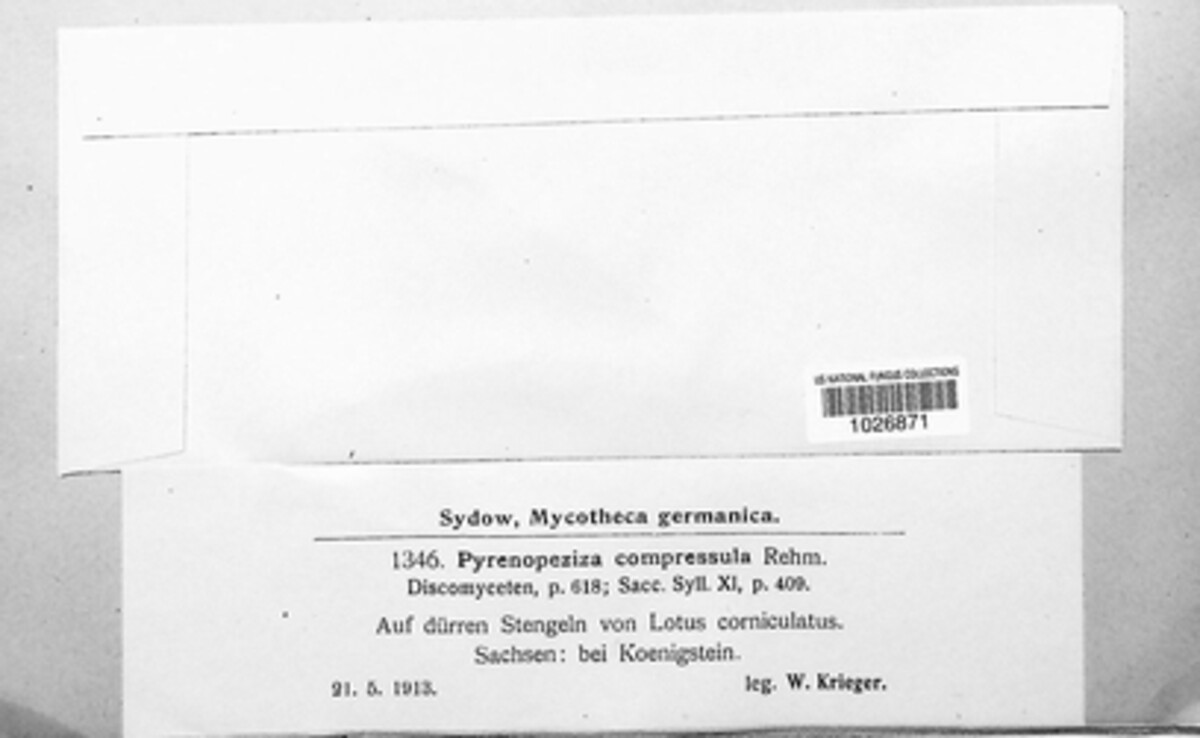 US NATIONAL FUNGUS COLLECTIONS
1026871
Sydow, Mycotheca germanica.
1346. Pyrenopeziza compressula Rehm.
Discomyceten, p. 618; Sacc. Syll. XI, p. 409.
Auf dürren Stengeln von Lotus corniculatus.
Sachsen: bei Koenigstein.
21. 5. 1913. leg. W. Krieger.